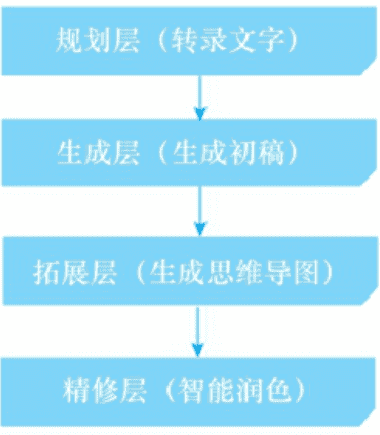 规划层（转录文字）
生成层（生成初稿）
拓展层（生成思维导图）
精修层（智能润色）